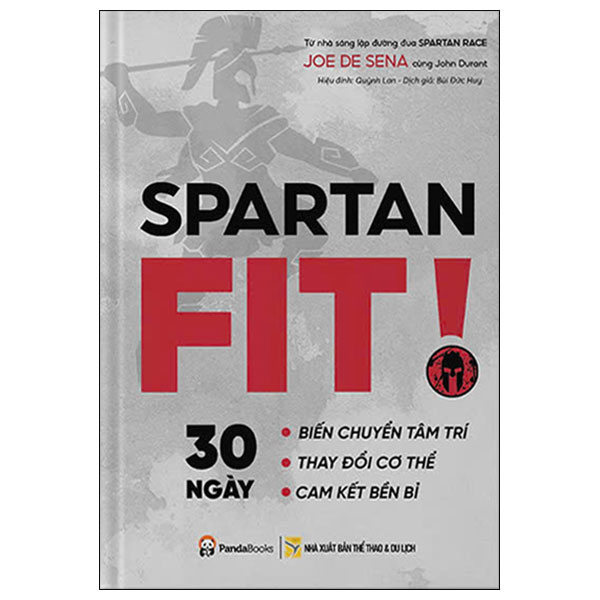 Từ nhà sáng lập đường đua SPARTAN RACE
JOE DE SENA cùng John Durant
Hiệu đính: Quỳnh Lan - Dịch giả: Bùi Đức Huy
SPARTAN
FIT!
30
NGÀY
• BIẾN CHUYỂN TÂM TRÍ
• THAY ĐỔI CƠ THỂ
• CAM KẾT BỀN BỈ
PandaBooks
NHÀ XUẤT BẢN THỂ THAO & DU LỊCH